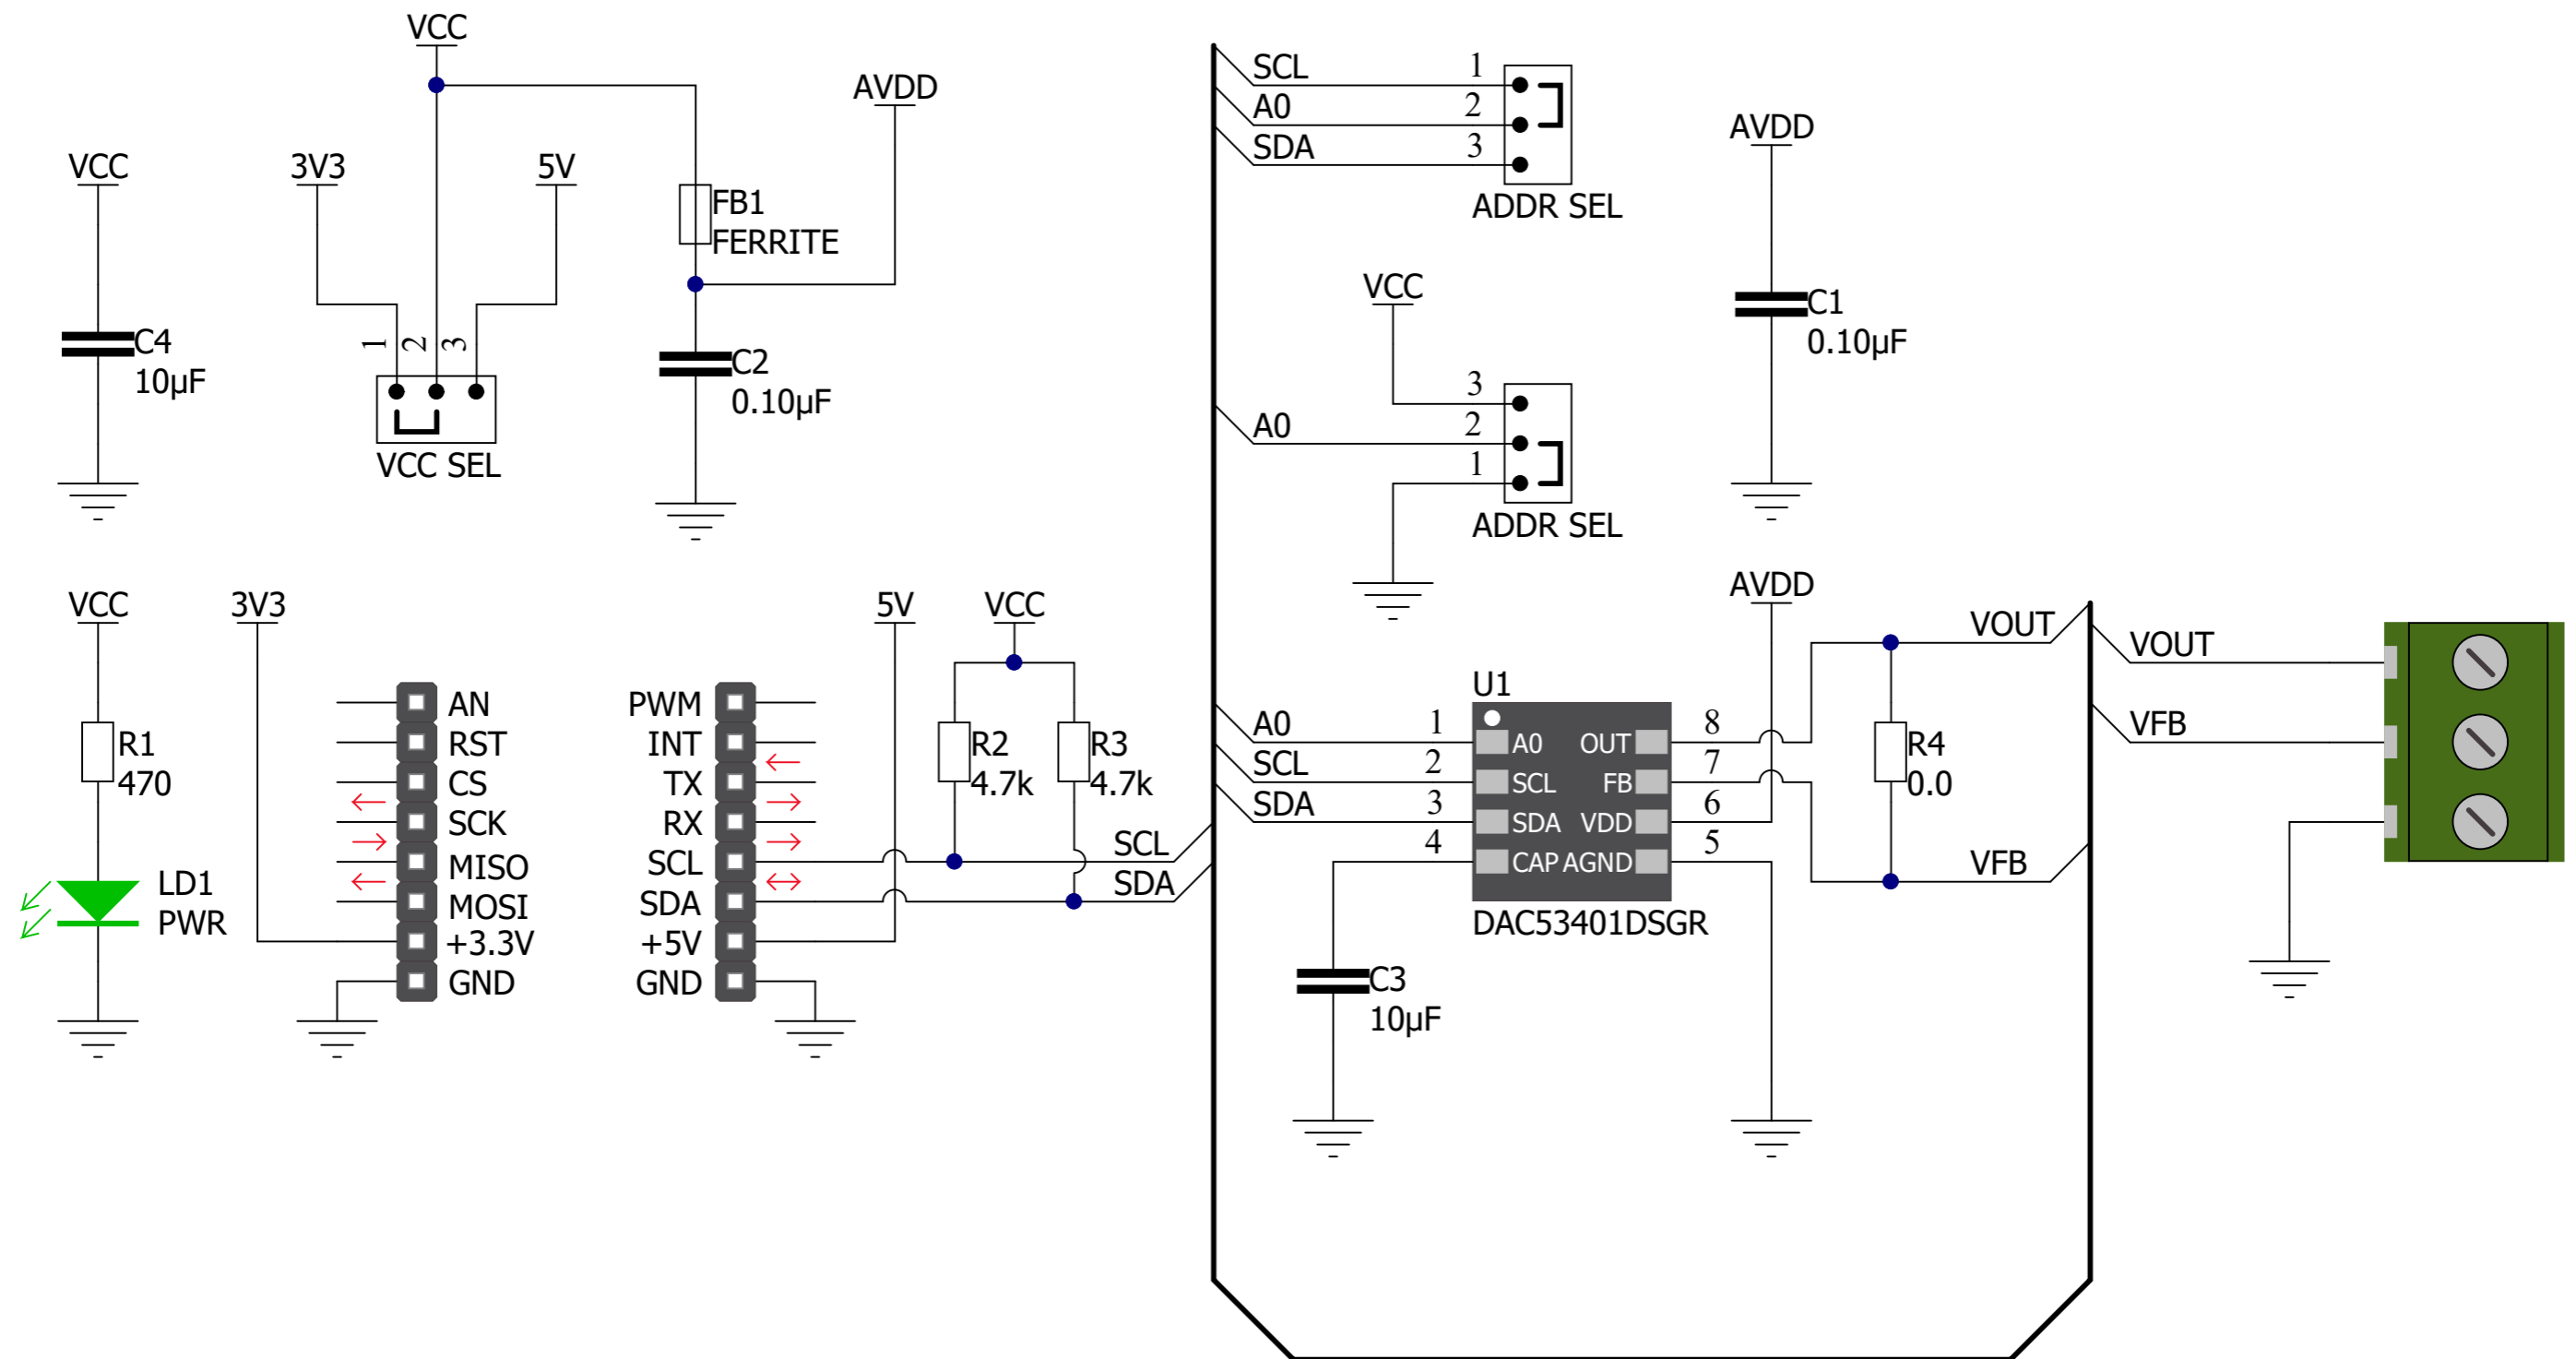 VCC
VCC
3V3
5V
AVDD
FB1
FERRITE
C4
10µF
1
2
3
VCC SEL
C2
0.10µF
SCL
1
A0
2
SDA
3
ADDR SEL
VCC
3
A0
2
1
ADDR SEL
AVDD
C1
0.10µF
VCC
R1
470
LD1
PWR
3V3
AN
RST
CS
SCK
MISO
MOSI
+3.3V
GND
PWM
INT
TX
RX
SCL
SDA
+5V
GND
5V
VCC
R2
4.7k
R3
4.7k
SCL
SDA
U1
A0
1
SCL
2
SDA
3
4
A0 OUT
SCL FB
SDA VDD
CAP AGND
DAC53401DSGR
8
7
6
5
C3
10µF
AVDD
VOUT
R4
0.0
VFB
VOUT
VFB